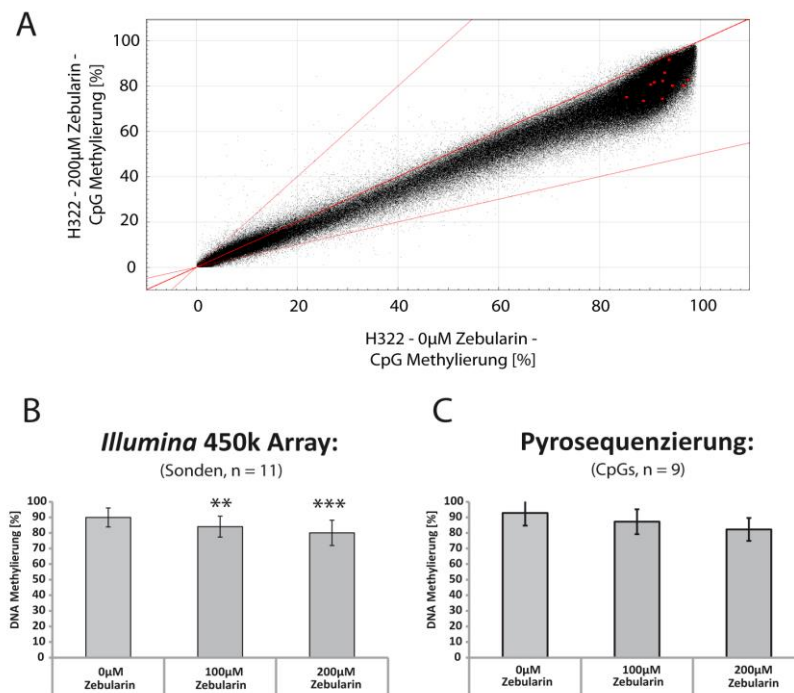 A
H322 - 200µM Zebularin -
CpG Methylierung [%]
100
80
60
40
20
0
0 20 40 60 80 100
H322 - 0µM Zebularin -
CpG Methylierung [%]
B
Illumina 450k Array:
(Sonden, n = 11)
DNA Methylierung [%]
100
90
80
70
60
50
40
30
20
10
0
** ***
0µM 100µM 200µM
Zebularin Zebularin Zebularin
C
Pyrosequenzierung:
(CpGs, n = 9)
DNA Methylierung [%]
100
90
80
70
60
50
40
30
20
10
0
0µM 100µM 200µM
Zebularin Zebularin Zebularin